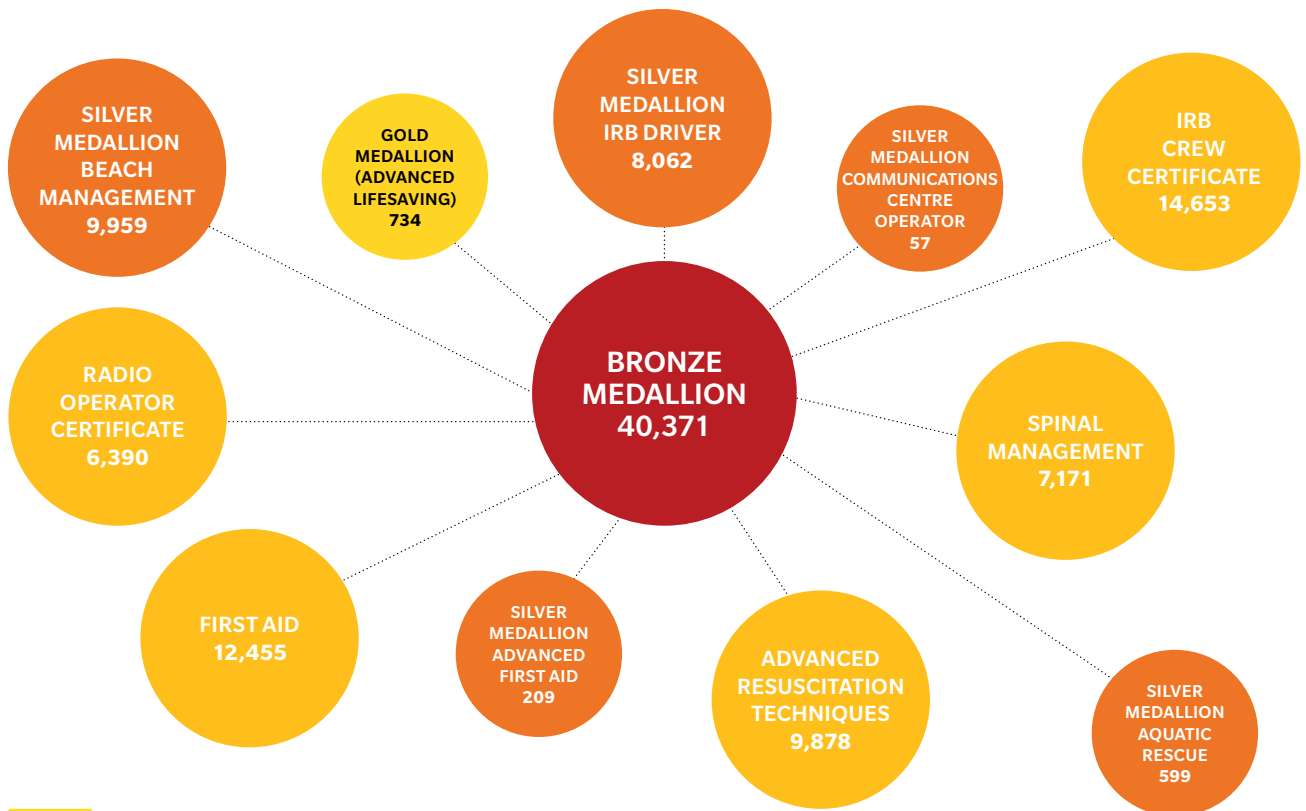 SILVER
MEDALLION
BEACH
MANAGEMENT
9,959
GOLD
MEDALLION
(ADVANCED
LIFESAVING)
734
SILVER
MEDALLION
IRB DRIVER
8,062
SILVER
MEDALLION
COMMUNICATIONS
CENTRE
OPERATOR
57
IRB
CREW
CERTIFICATE
14,653
BRONZE
MEDALLION
40,371
RADIO
OPERATOR
CERTIFICATE
6,390
SPINAL
MANAGEMENT
7,171
FIRST AID
12,455
SILVER
MEDALLION
ADVANCED
FIRST AID
209
ADVANCED
RESUSCITATION
TECHNIQUES
9,878
SILVER
MEDALLION
AQUATIC
RESCUE
599